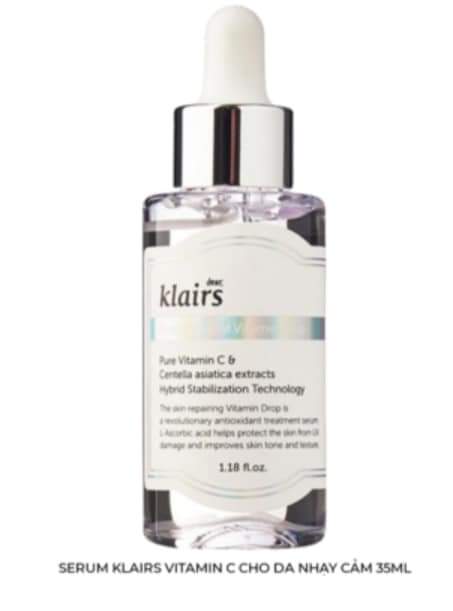 dear,
klairs
Pure Vitamin C &
Centella asiatica extracts
Hybrid Stabilization Technology
The skin repairing Vitamin Drop is
a revolutionary antioxidant treatment serum
L-Ascorbic acid helps protect the skin from UX
damage and improves skin tone and texture.
1.18 fl.oz.
SERUM KLAIRS VITAMIN C CHO DA NHẠY CẢM 35ML